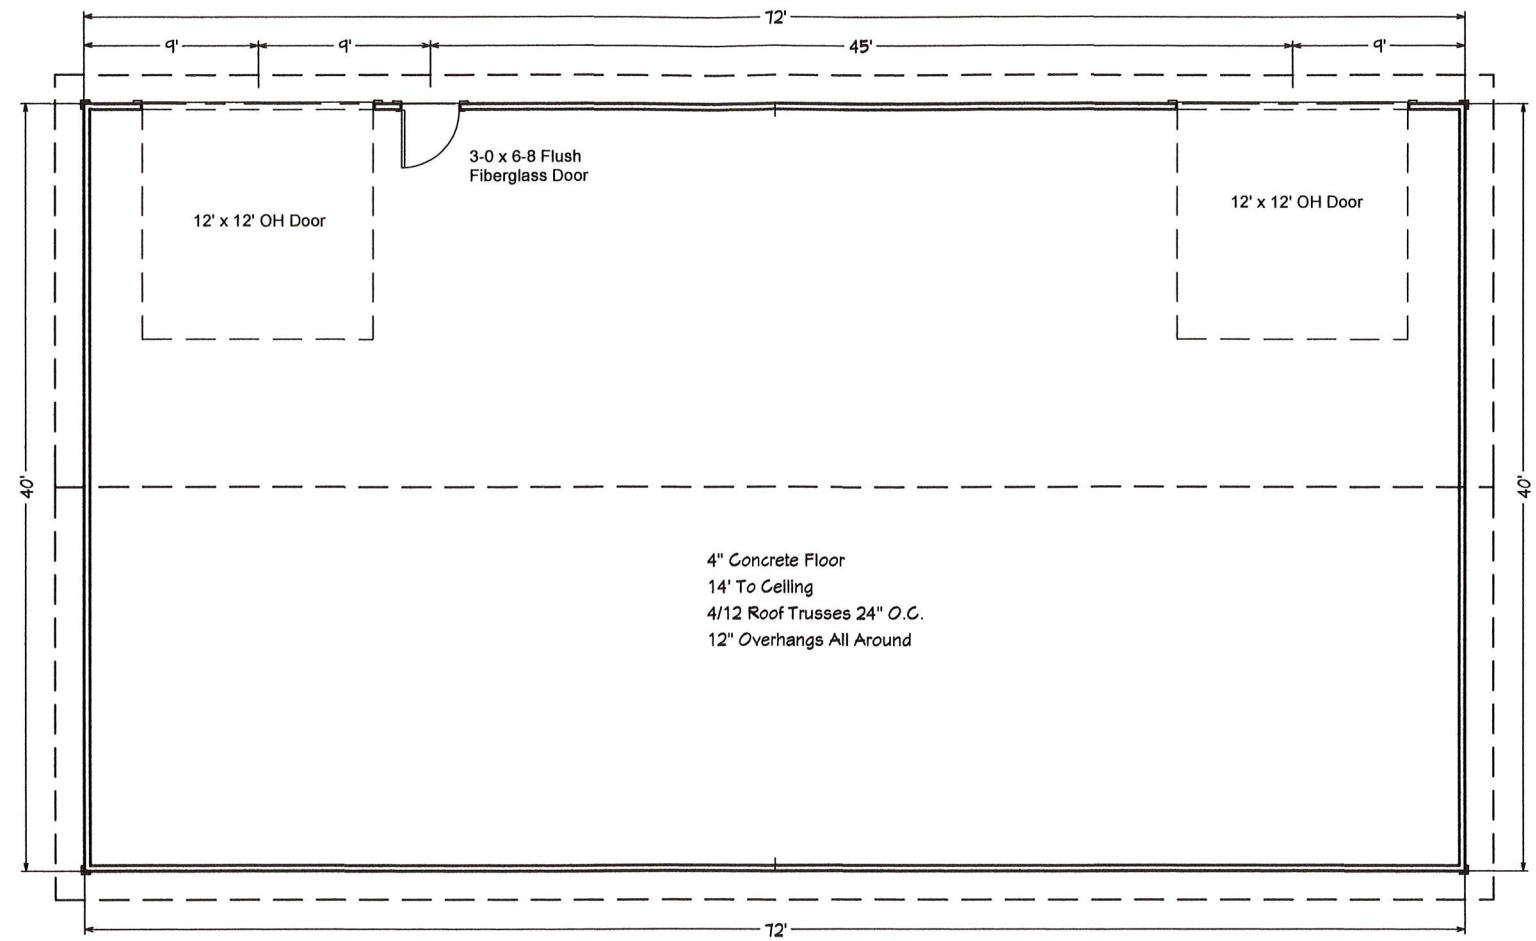 72'
9'
9'
45'
9'
3-0 x 6-8 Flush
Fiberglass Door
12' x 12' OH Door
12' x 12' OH Door
40'
40'
4" Concrete Floor
14' To Ceiling
4/12 Roof Trusses 24" O.C.
12" Overhangs All Around
72'